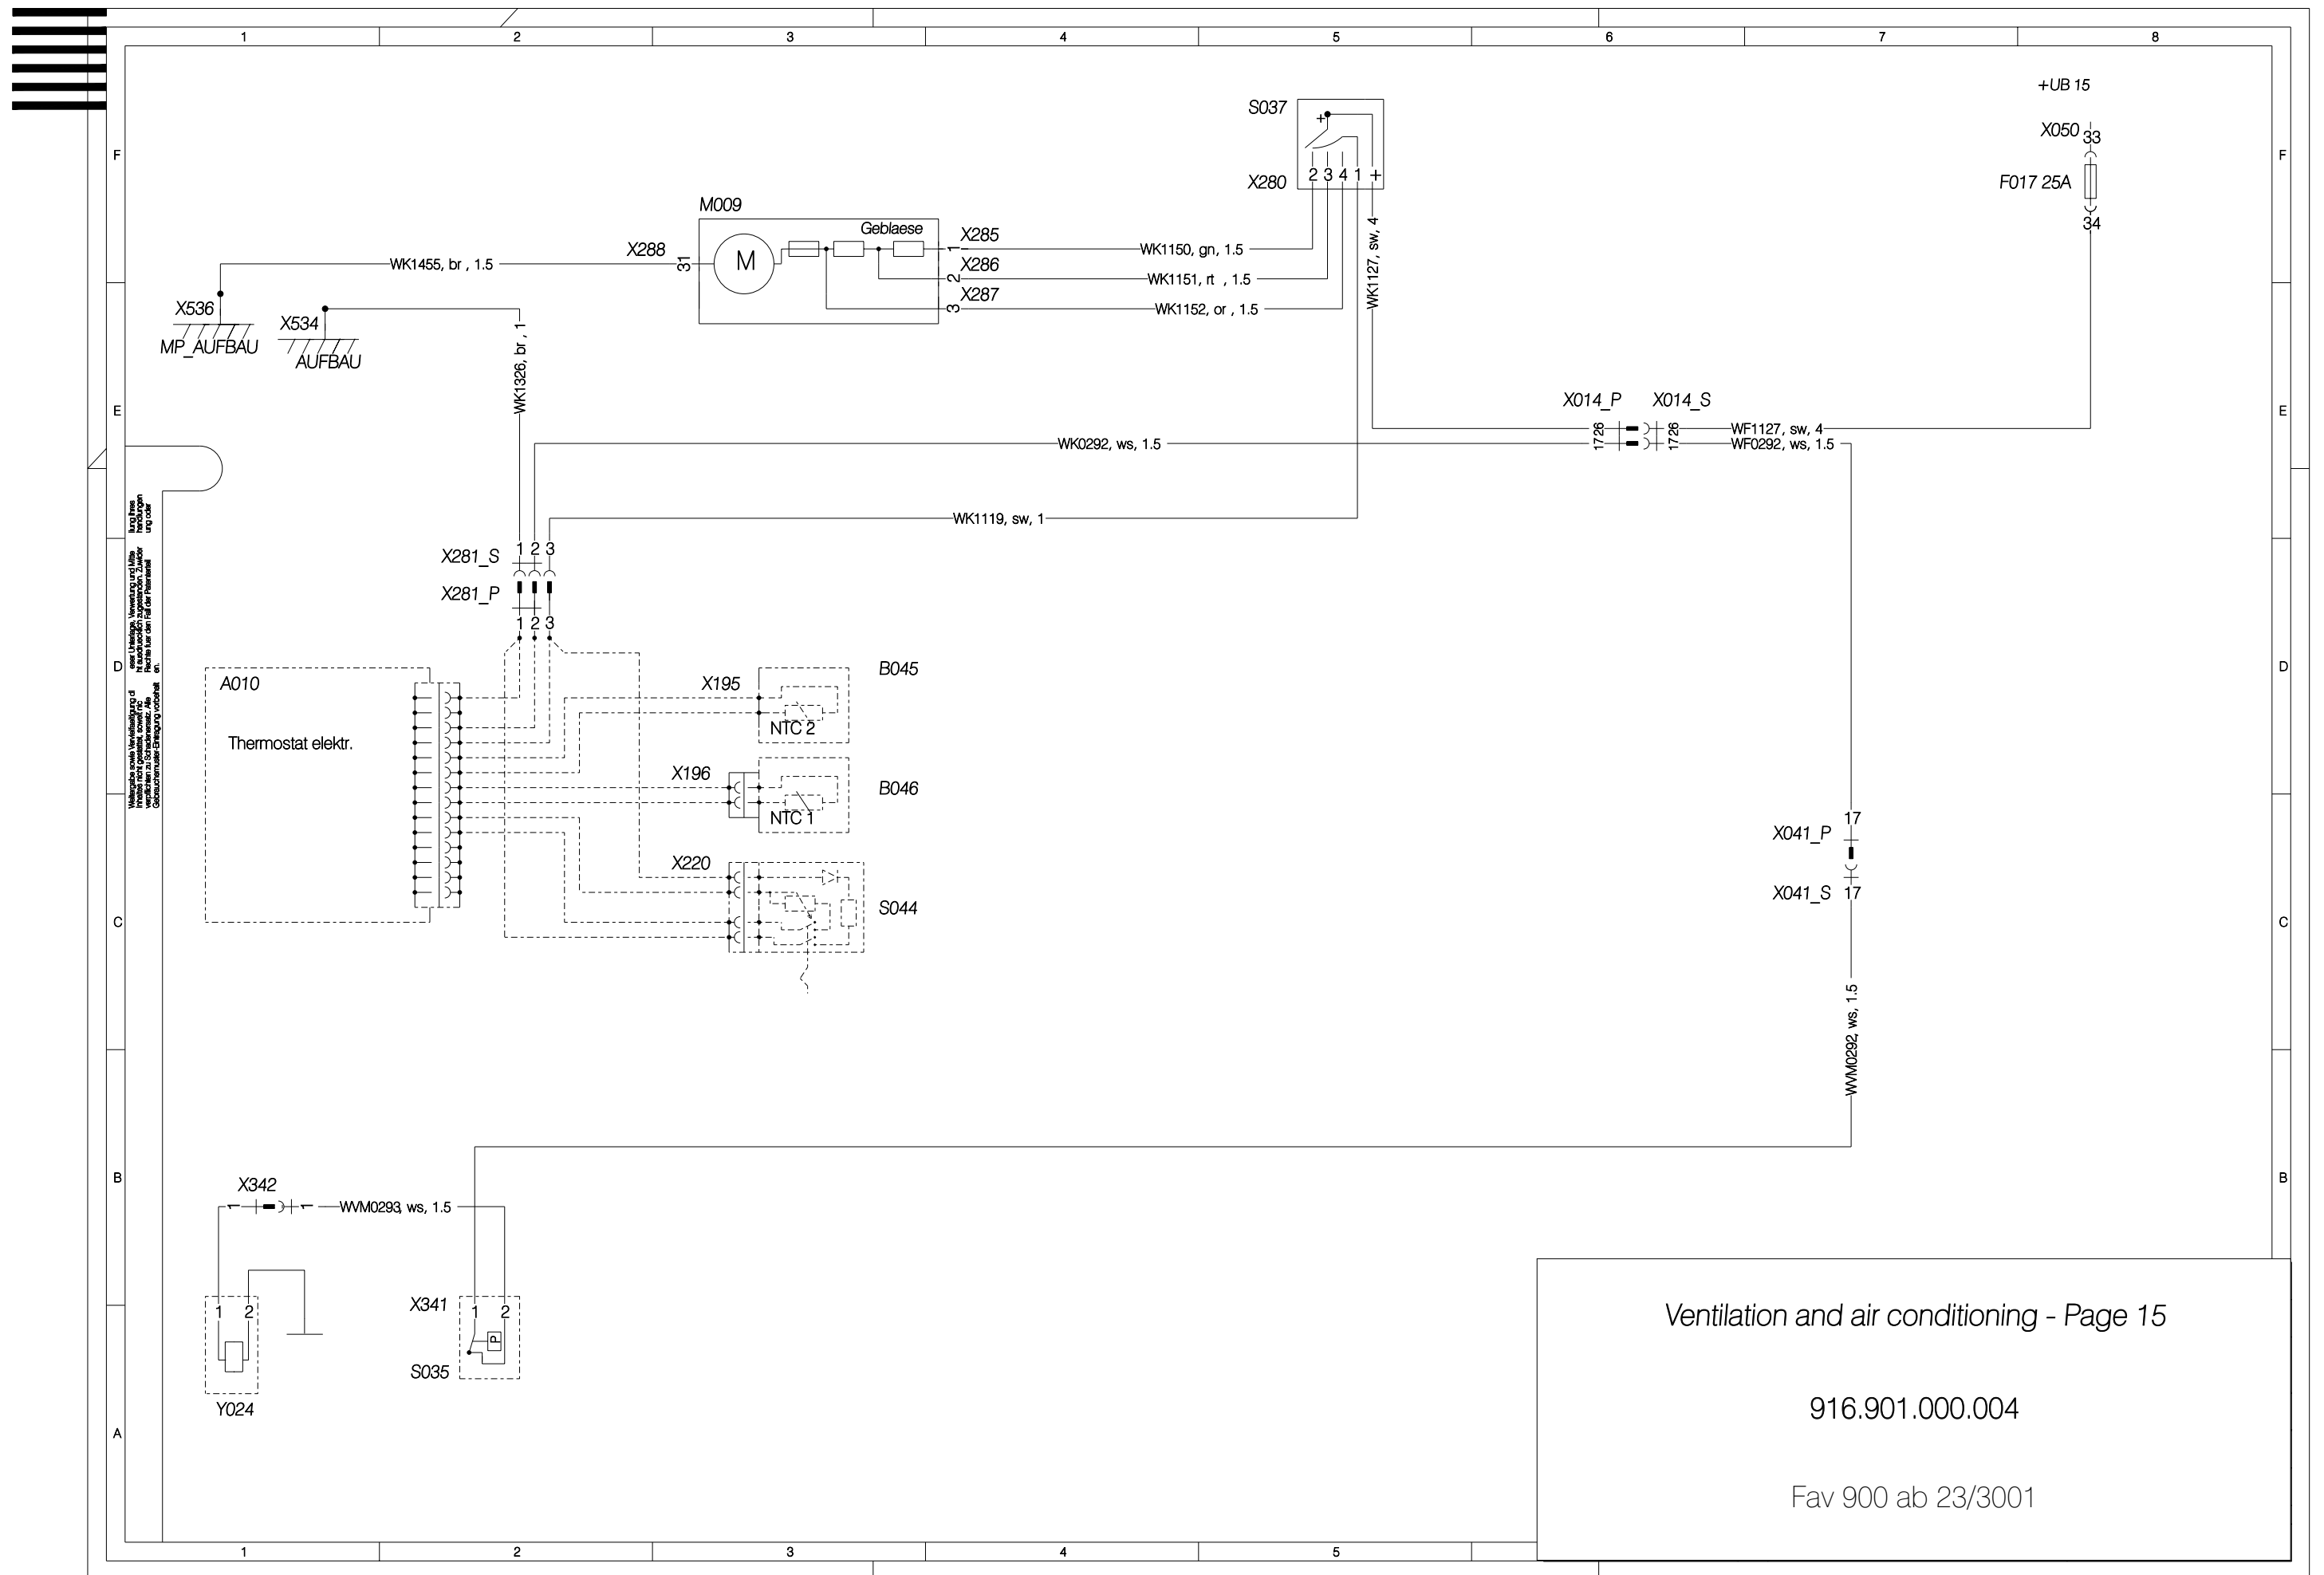 1 2 3 4 5 6 7 8
+UB 15
S037
X050 33
F F
X280 2 3 4 1 +
F017 25A
34
M009
Geblaese
X288 31 M
1 X285
WK1150, gn, 1.5
WK1127, sw, 4
WK1455, br , 1.5
2 X286
WK1151, rt , 1.5
3 X287
WK1152, or , 1.5
X536
MP_AUFBAU
X534
AUFBAU
WK1326, br , 1
E E
X014_P X014_S
1726 1726
WF1127, sw, 4
WK0292, ws, 1.5
WF0292, ws, 1.5
WK1119, sw, 1
X281_S 1 2 3
X281_P
1 2 3
D D
A010
Thermostat elektr.
X195
B045
NTC 2
X196
B046
NTC 1
X220
S044
17
X041_P
X041_S 17
C C
WVM0292, ws, 1.5
B B
X342
1 1
WVM0293, ws, 1.5
X341 1 2
P
S035
1 2
Y024
A
Ventilation and air conditioning - Page 15
916.901.000.004
Fav 900 ab 23/3001
1 2 3 4 5